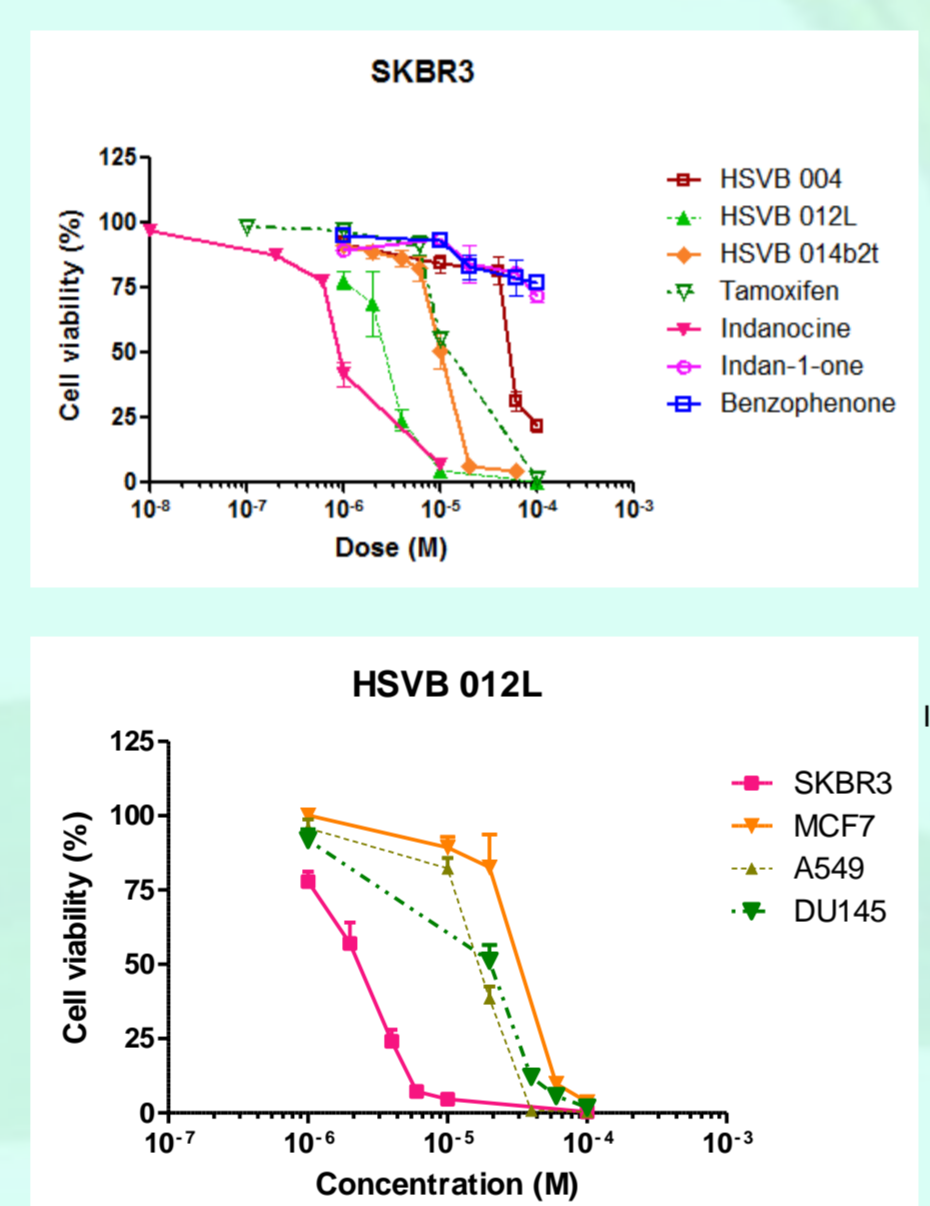 SKBR3
125
100
75
50
25
0
Cell viability (%)
10-8
10-7
10-6
10-5
10-4
10-3
Dose (M)
HSVB 004
HSVB 012L
HSVB 014b2t
Tamoxifen
Indanocine
Indan-1-one
Benzophenone
HSVB 012L
125
100
75
50
25
0
Cell viability (%)
10-7
10-6
10-5
10-4
10-3
Concentration (M)
SKBR3
MCF7
A549
DU145